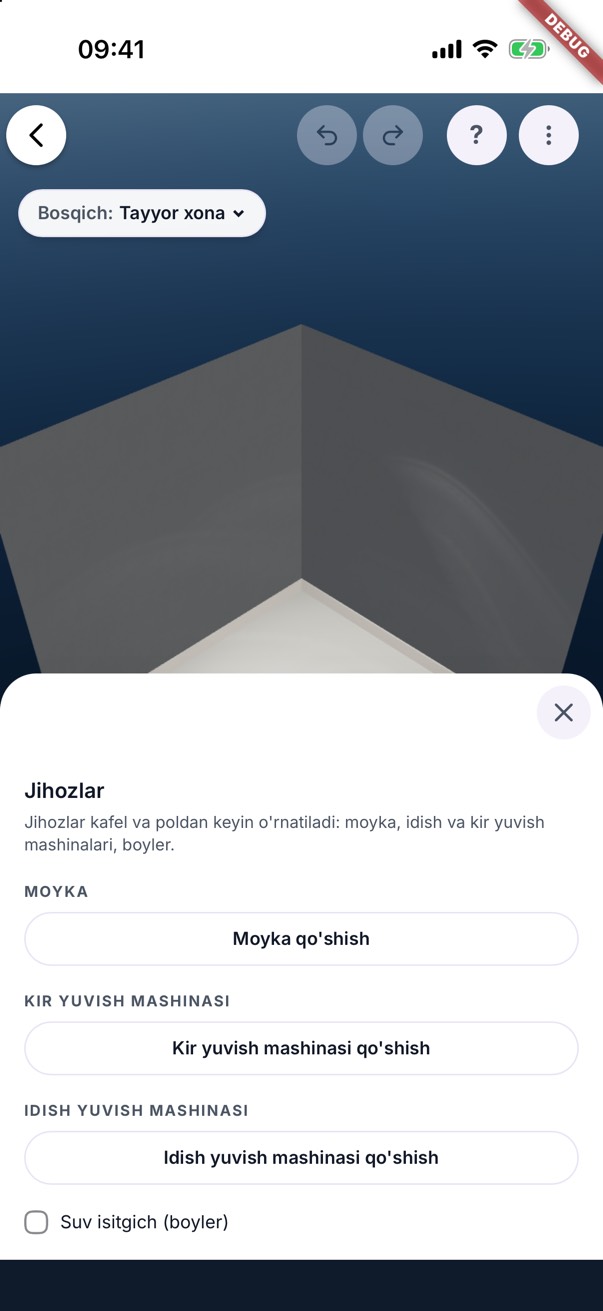 09:41
DEBUG
?
Bosqich: Tayyor xona
Jihozlar
Jihozlar kafel va poldan keyin o'rnatiladi: moyka, idish va kir yuvish
mashinalari, boyler.
MOYKA
Moyka qo'shish
KIR YUVISH MASHINASI
Kir yuvish mashinasi qo'shish
IDISH YUVISH MASHINASI
Idish yuvish mashinasi qo'shish
Suv isitgich (boyler)